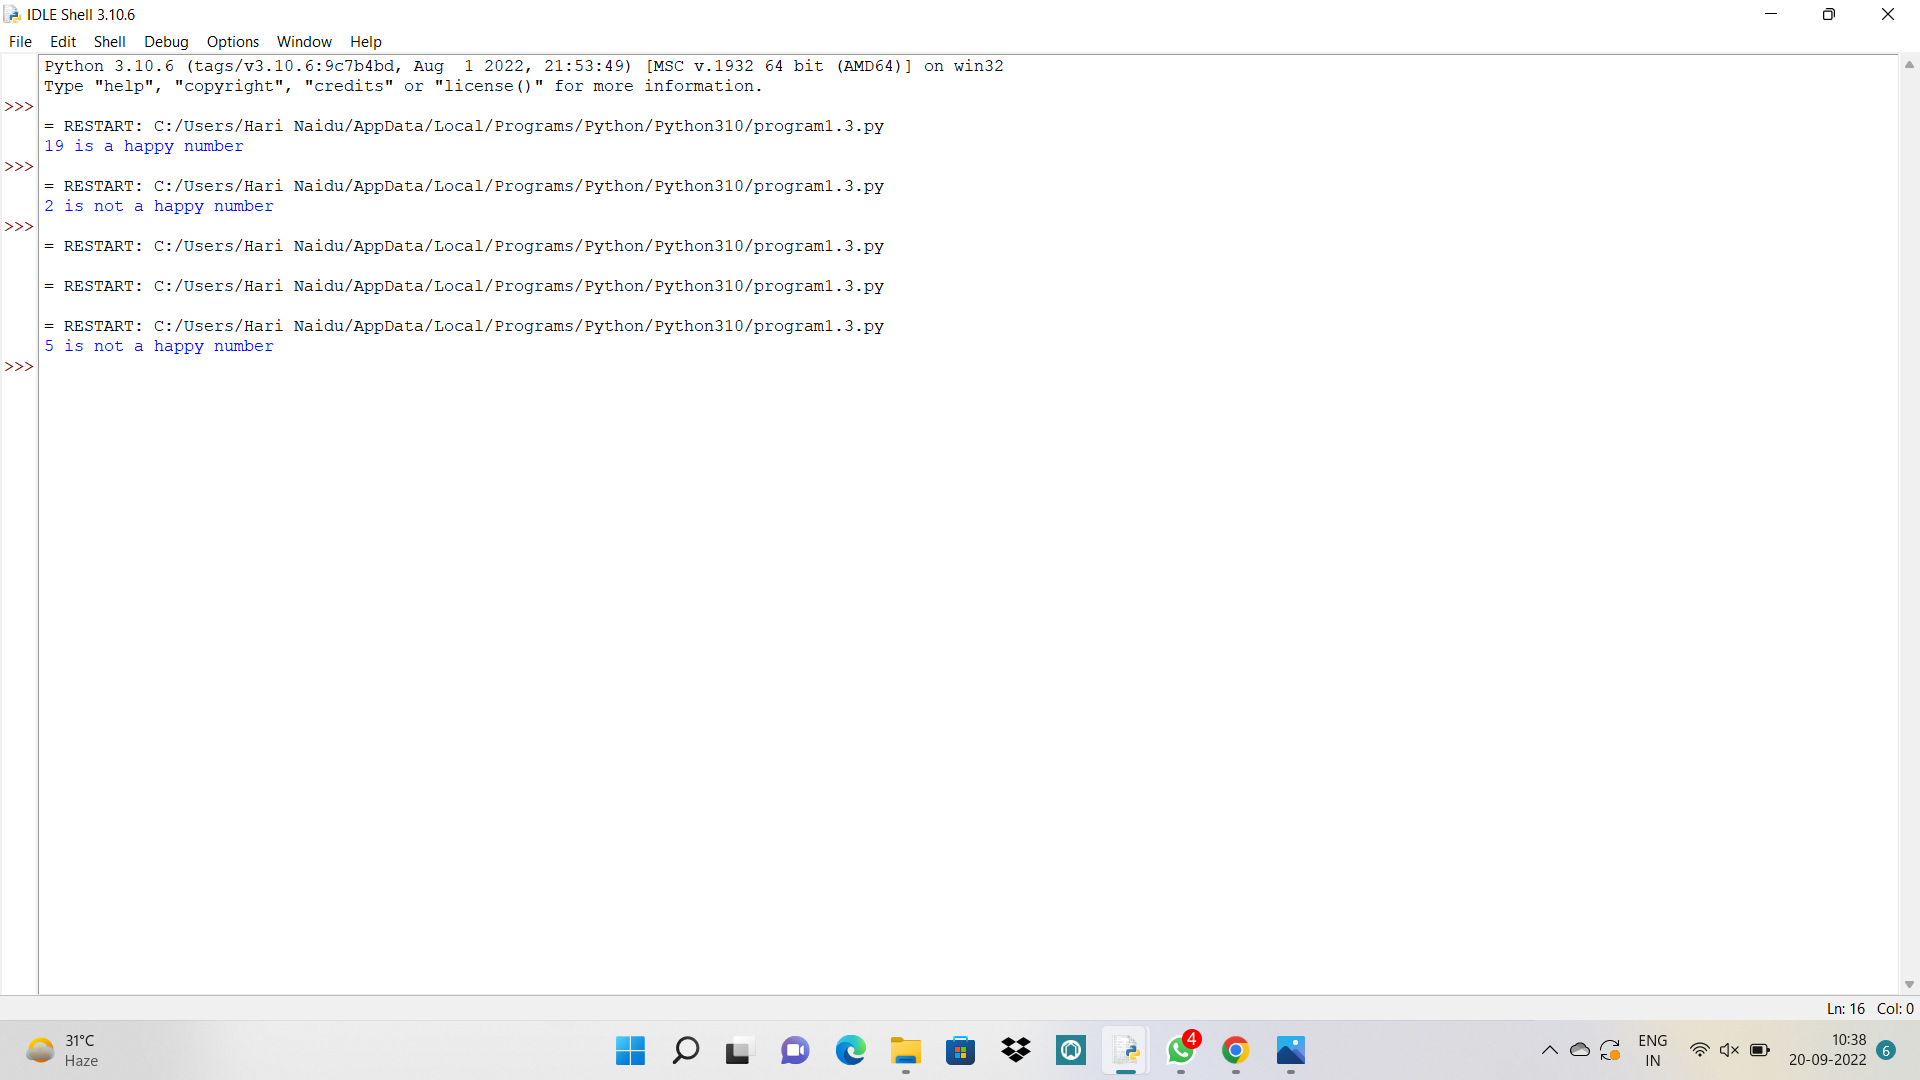 IDLE Shell 3.10.6
File Edit Shell Debug Options Window Help
Python 3.10.6 (tags/v3.10.6:9c7b4bd, Aug  1 2022, 21:53:49) [MSC v.1932 64 bit (AMD64)] on win32
Type "help", "copyright", "credits" or "license()" for more information.
>>>
= RESTART: C:/Users/Hari Naidu/AppData/Local/Programs/Python/Python310/program1.3.py
19 is a happy number
>>>
= RESTART: C:/Users/Hari Naidu/AppData/Local/Programs/Python/Python310/program1.3.py
2 is not a happy number
>>>
= RESTART: C:/Users/Hari Naidu/AppData/Local/Programs/Python/Python310/program1.3.py
= RESTART: C:/Users/Hari Naidu/AppData/Local/Programs/Python/Python310/program1.3.py
= RESTART: C:/Users/Hari Naidu/AppData/Local/Programs/Python/Python310/program1.3.py
5 is not a happy number
>>>
Ln: 16 Col: 0
31°C
Haze
4
ENG
IN
10:38
20-09-2022
6